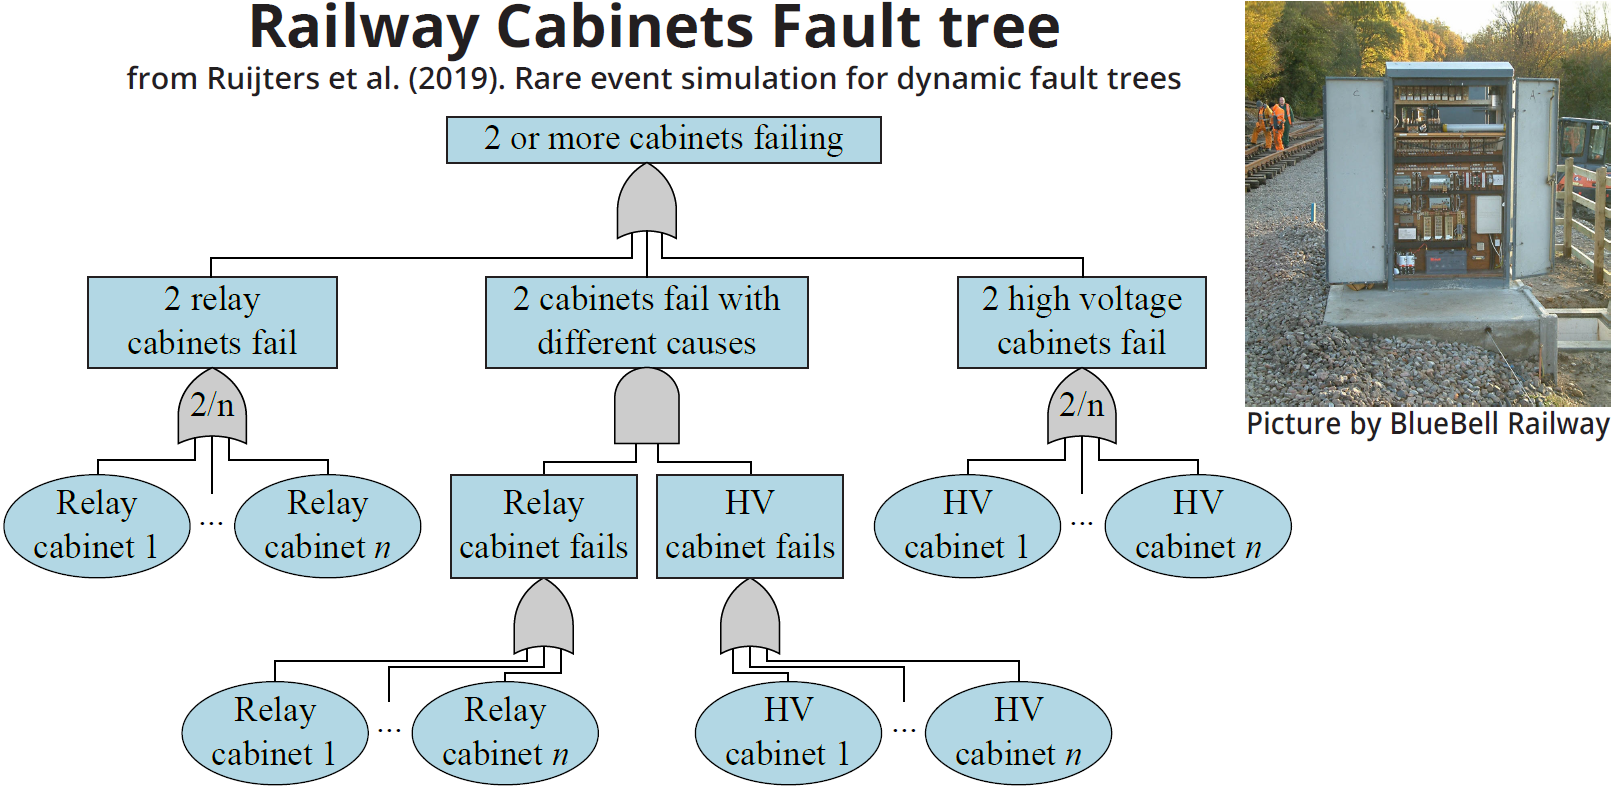 Railway Cabinets Fault tree
from Ruijters et al. (2019). Rare event simulation for dynamic fault trees
2 or more cabinets failing
2 relay
cabinets fail
2 cabinets fail with
different causes
2 high voltage
cabinets fail
2/n
2/n
Picture by BlueBell Railway
Relay
cabinet 1
...
Relay
cabinet n
Relay
cabinet fails
HV
cabinet fails
HV
cabinet 1
...
HV
cabinet n
Relay
cabinet 1
...
Relay
cabinet n
HV
cabinet 1
...
HV
cabinet n